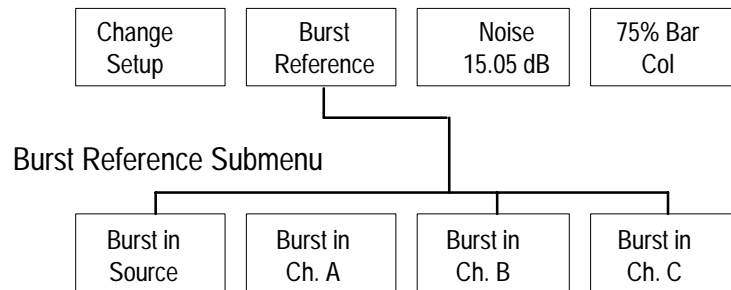 Change Setup
Burst Reference
Noise 15.05 dB
75% Bar Col
Burst Reference Submenu
Burst in Source
Burst in Ch. A
Burst in Ch. B
Burst in Ch. C